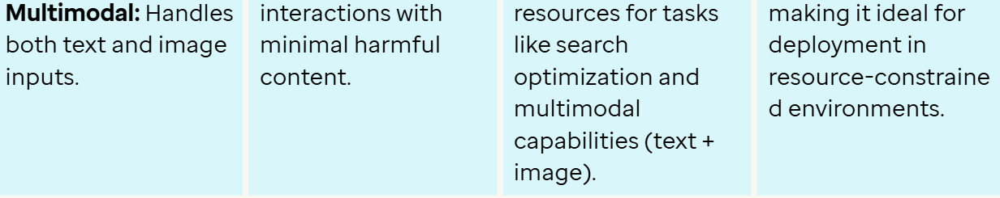 Multimodal: Handles
both text and image
inputs.
interactions with
minimal harmful
content.
resources for tasks
like search
optimization and
multimodal
capabilities (text +
image).
making it ideal for
deployment in
resource-constraine
d environments.